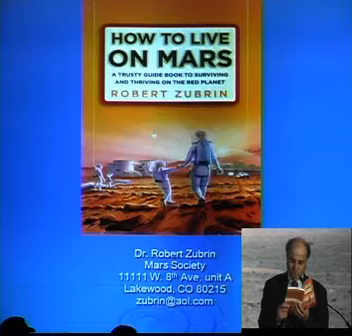 HOW TO LIVE
ON MARS
A TRUSTY GUIDE BOOK TO SURVIVING
AND THRIVING ON THE RED PLANET
ROBERT ZUBRIN
Dr. Robert Zubrin
Mars Society
11111 W. 8th Ave, unit A
Lakewood, CO 80215
zubrin@aol.com